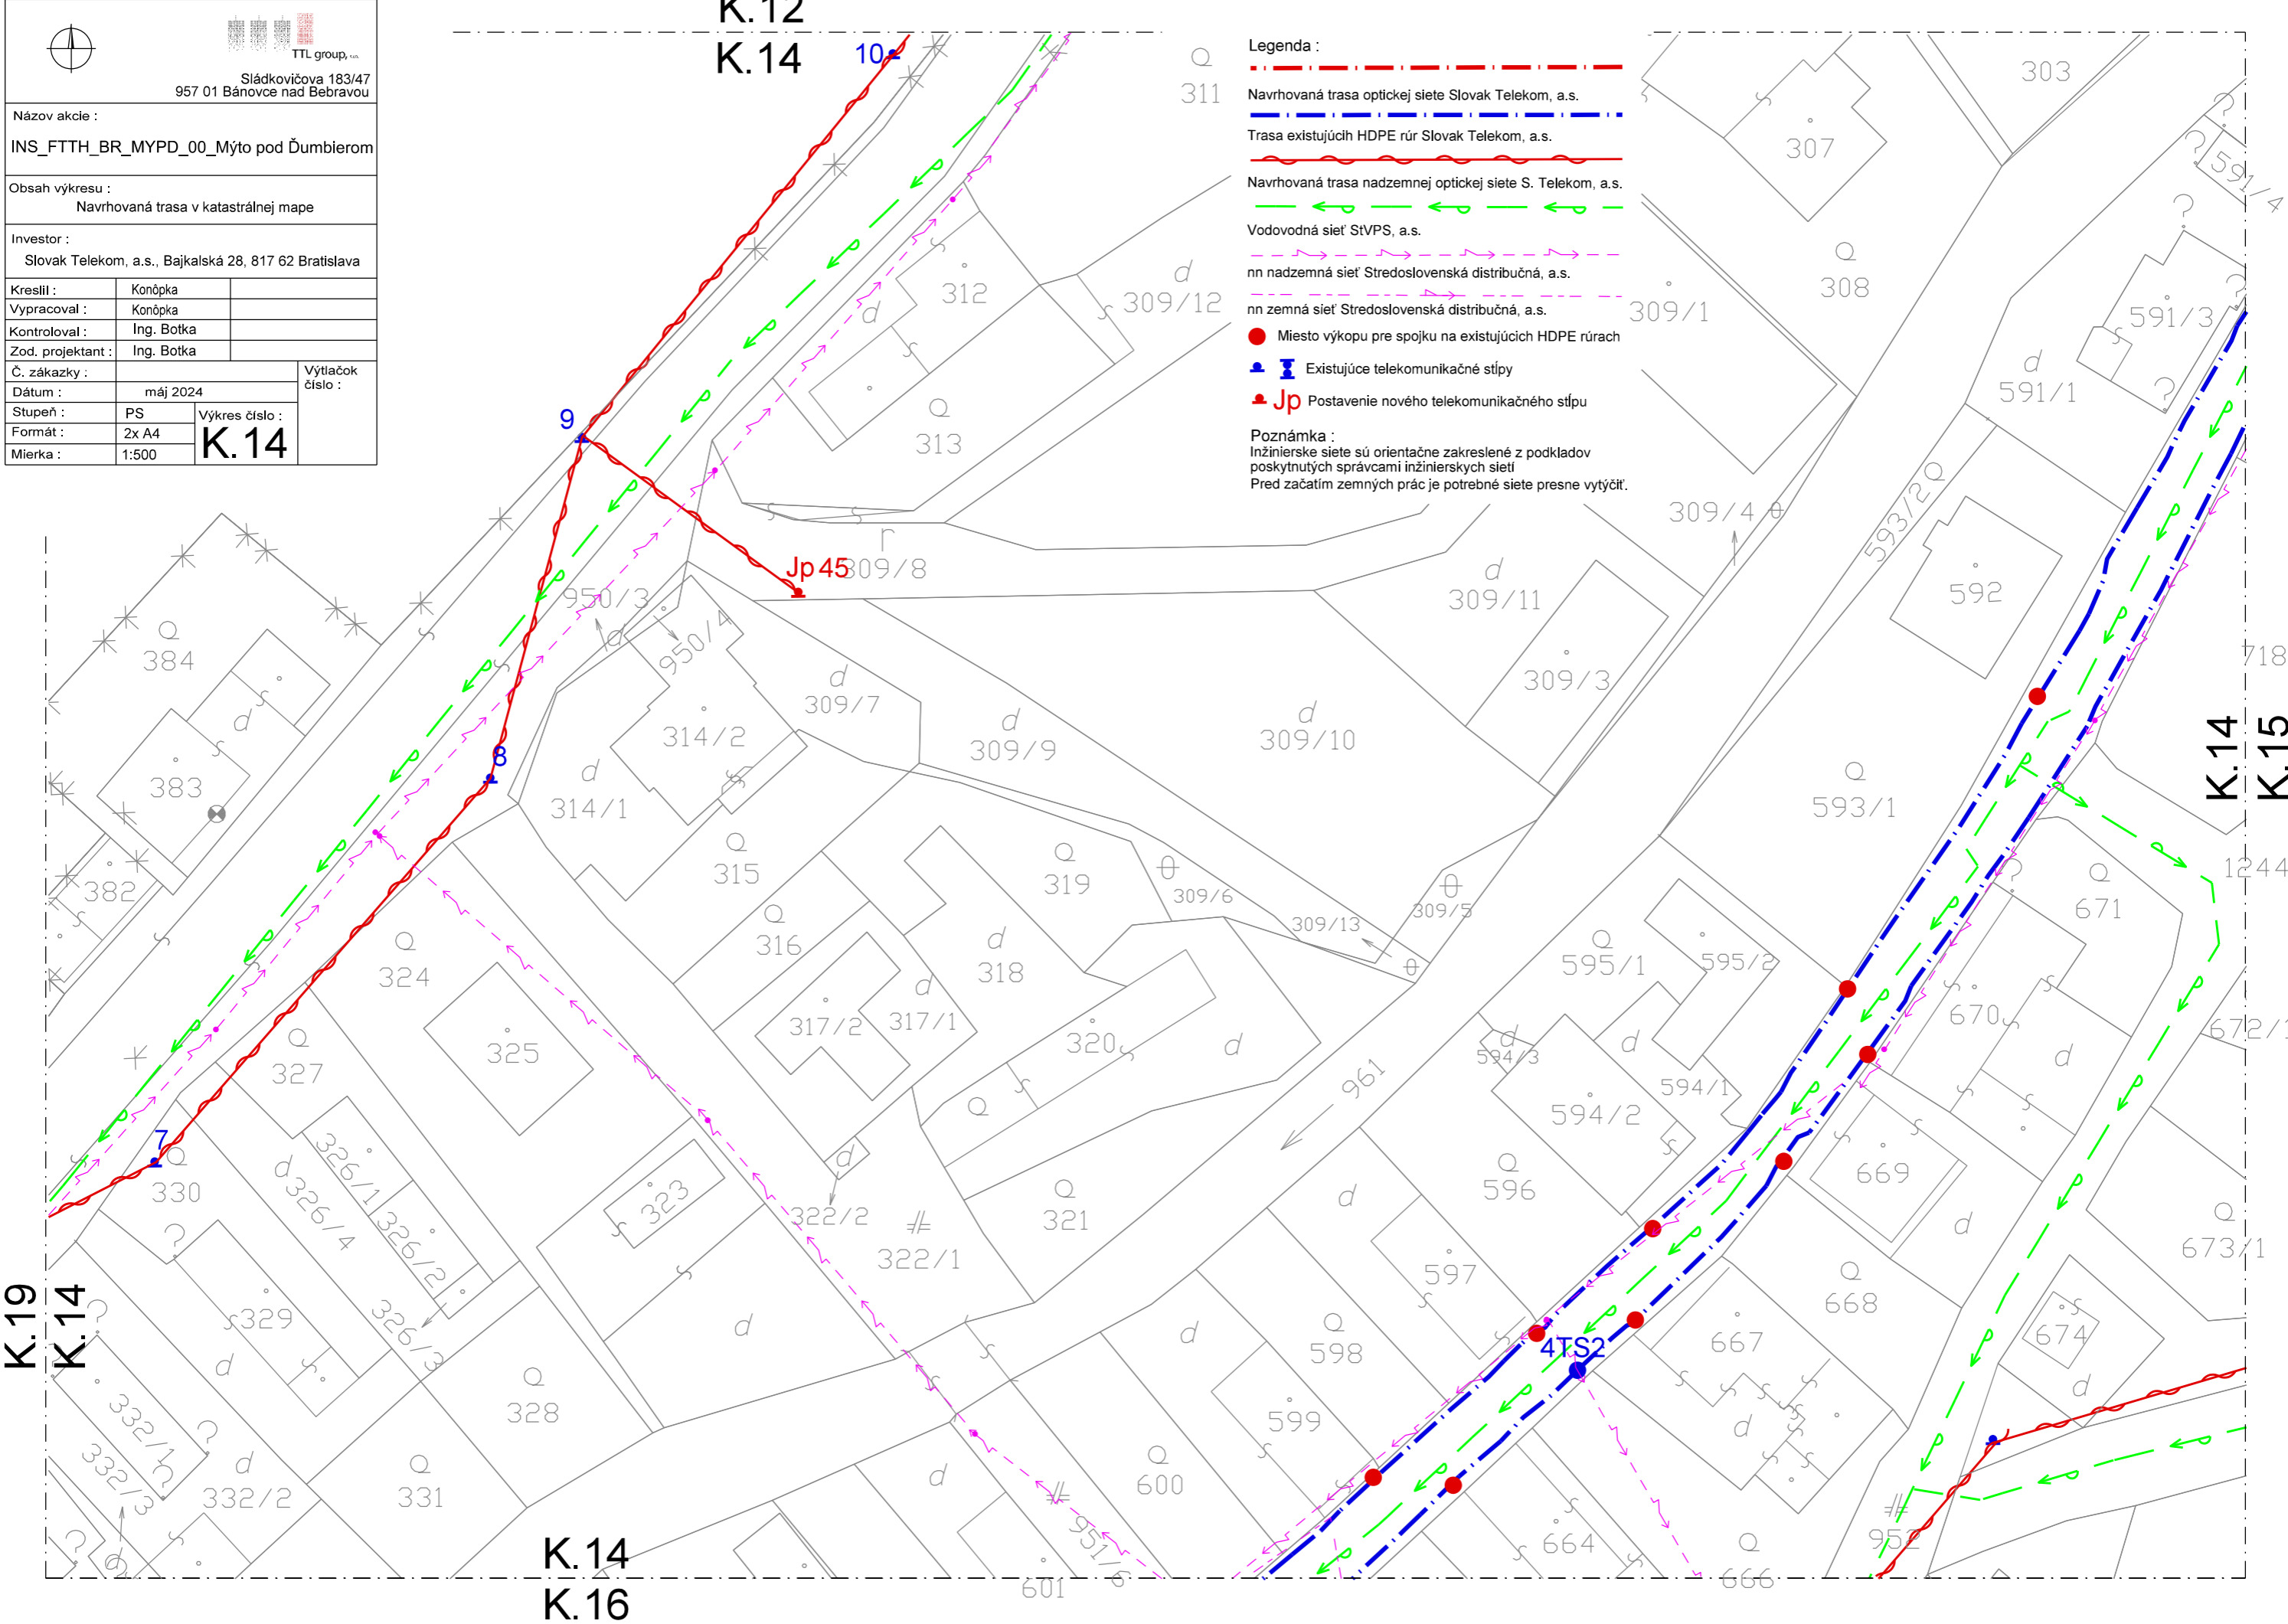 TTL group, s.r.o.
Sládkovičova 183/47
957 01 Bánovce nad Bebravou
Názov akcie :
INS_FTTH_BR_MYPD_00_Mýto pod Ďumbierom
Obsah výkresu :
Navrhovaná trasa v katastrálnej mape
Investor :
Slovak Telekom, a.s., Bajkalská 28, 817 62 Bratislava
Kreslil : Konôpka
Vypracoval : Konôpka
Kontroloval : Ing. Botka
Zod. projektant : Ing. Botka
Č. zákazky :
Výtlačok číslo :
Dátum : máj 2024
Stupeň : PS
Výkres číslo :
K.14
Formát : 2x A4
Mierka : 1:500
K.12
K.14
Legenda :
Navrhovaná trasa optickej siete Slovak Telekom, a.s.
Trasa existujúcih HDPE rúr Slovak Telekom, a.s.
Navrhovaná trasa nadzemnej optickej siete S. Telekom, a.s.
Vodovodná sieť StVPS, a.s.
nn nadzemná sieť Stredoslovenská distribučná, a.s.
nn zemná sieť Stredoslovenská distribučná, a.s.
Miesto výkopu pre spojku na existujúcich HDPE rúrach
Existujúce telekomunikačné stĺpy
Jp Postavenie nového telekomunikačného stĺpu
Poznámka :
Inžinierske siete sú orientačne zakreslené z podkladov
poskytnutých správcami inžinierskych sietí
Pred začatím zemných prác je potrebné siete presne vytýčiť.
10
311
303
307
591/4
308
312
309/12
309/1
591/3
591/1
9
313
309/4
593/2
Jp 45
309/8
950/3
950/4
309/11
592
384
309/7
309/3
718
314/2
309/9
309/10
K.14
K.15
8
383
314/1
593/1
315
319
382
309/6
309/5
309/13
1244
671
324
316
318
595/1
595/2
325
317/2
317/1
320
670
672/1
327
594/3
961
594/1
594/2
7
330
326/1
326/4
326/2
323
322/2
322/1
321
596
669
673/1
597
668
K.19
K.14
329
326/3
598
4TS2
667
674
328
599
332/1
332/3
332/2
331
600
951/6
664
952
K.14
K.16
601
666